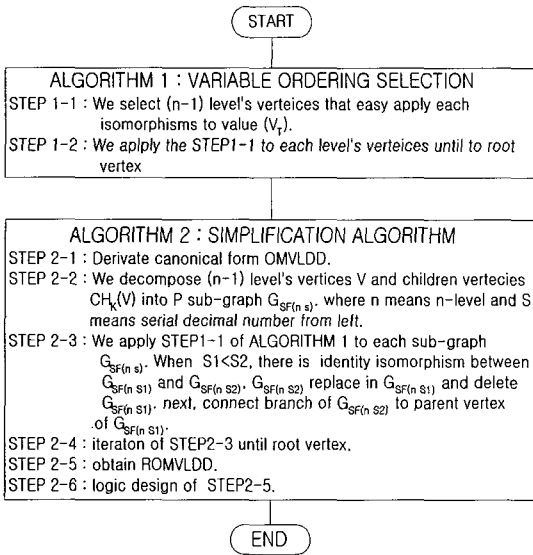 START
ALGORITHM 1 : VARIABLE ORDERING SELECTION
STEP 1-1 : We select (n-1) level's verteices that easy apply each
isomorphisms to value (V_T).
STEP 1-2 : We aplply the STEP1-1 to each level's verteices until to root
vertex
ALGORITHM 2 : SIMPLIFICATION ALGORITHM
STEP 2-1 : Derivate canonical form OMVLDD.
STEP 2-2 : We decompose (n-1) level's vertices V and children vertecies
CH_K(V) into P sub-graph G_SF(n s). where n means n-level and S
means serial decimal number from left.
STEP 2-3 : We apply STEP1-1 of ALGORITHM 1 to each sub-graph
G_SF(n s). When S1<S2, there is identity isomorphism between
G_SF(n S1) and G_SF(n S2). G_SF(n S2) replace in G_SF(n S1) and delete
G_SF(n S1). next, connect branch of G_SF(n S2) to parent vertex
of G_SF(n S1).
STEP 2-4 : iteraton of STEP2-3 until root vertex.
STEP 2-5 : obtain ROMVLDD.
STEP 2-6 : logic design of STEP2-5.
END